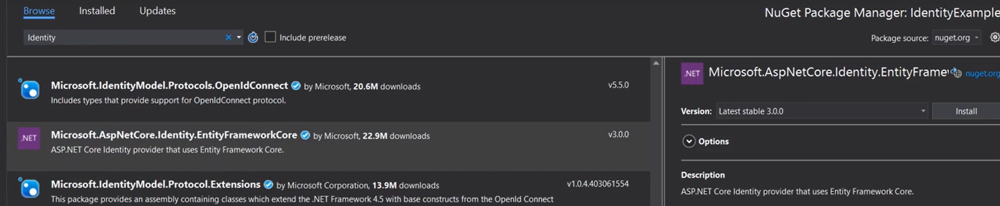 Browse Installed Updates
NuGet Package Manager: IdentityExample
Identity
Include prerelease
Package source: nuget.org
Microsoft.IdentityModel.Protocols.OpenIdConnect by Microsoft, 20.6M downloads v5.5.0
Includes types that provide support for OpenIdConnect protocol.
.NET Microsoft.AspNetCore.Identity.EntityFrameworkCore by Microsoft, 22.9M downloads v3.0.0
ASP.NET Core Identity provider that uses Entity Framework Core.
Microsoft.IdentityModel.Protocol.Extensions by Microsoft Corporation, 13.9M downloads v1.0.4.403061554
This package provides an assembly containing classes which extend the .NET Framework 4.5 with base constructs from the OpenId Connect
.NET Microsoft.AspNetCore.Identity.EntityFrame nuget.org
Version: Latest stable 3.0.0 Install
Options
Description
ASP.NET Core Identity provider that uses Entity Framework Core.